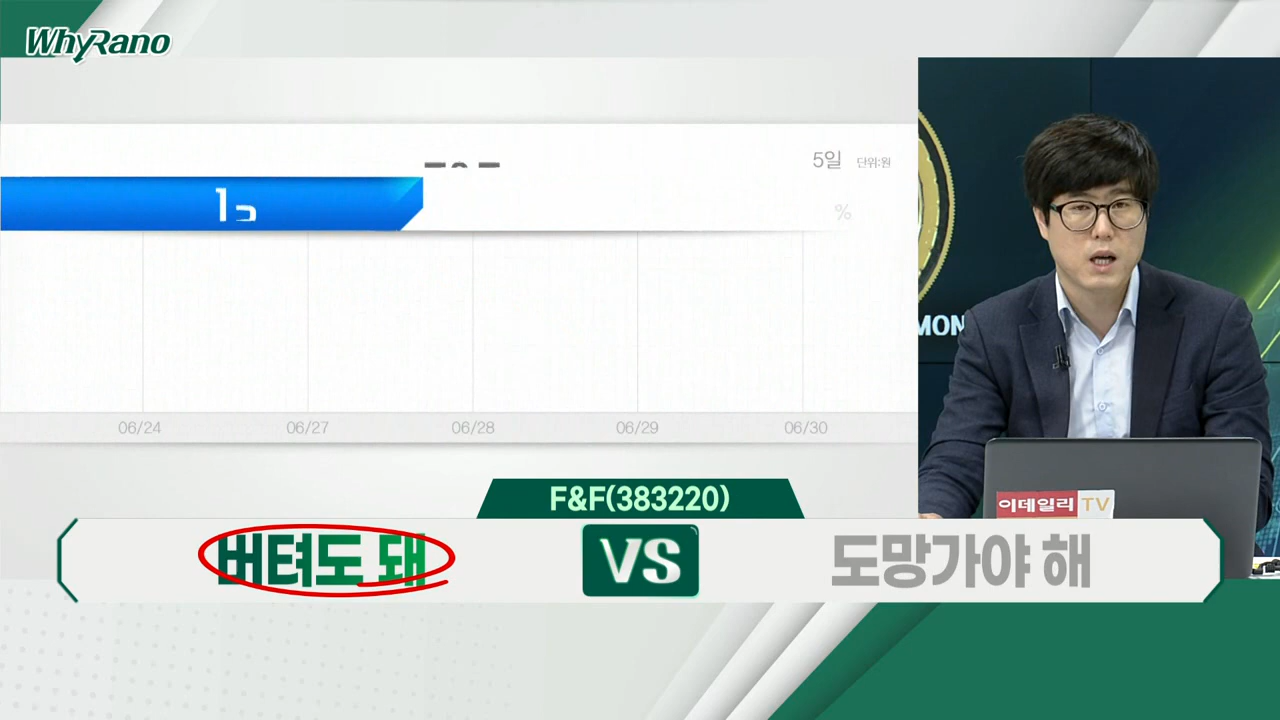 WhyRano
5일 단위:원
%
06/24 06/27 06/28 06/29 06/30
MON
이데일리TV
F&F(383220)
버텨도 돼 VS 도망가야 해